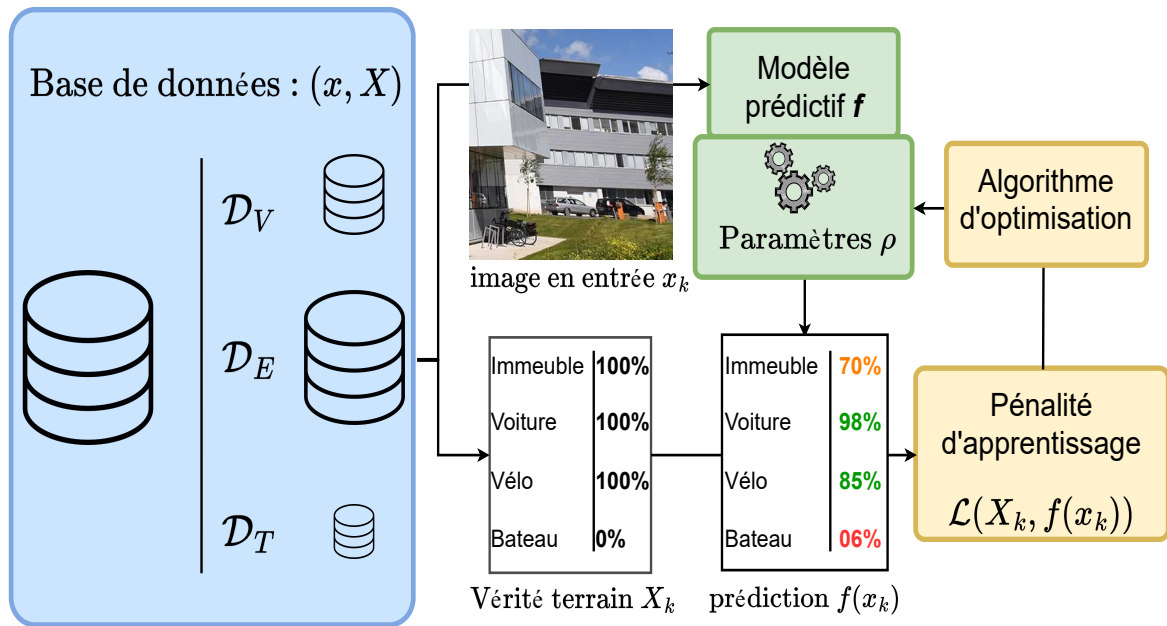 Base de données : (x, X)
𝒟_V
𝒟_E
𝒟_T
image en entrée x_k
Modèle
prédictif f
Paramètres ρ
Algorithme
d'optimisation
Immeuble 100%
Voiture 100%
Vélo 100%
Bateau 0%
Vérité terrain X_k
Immeuble 70%
Voiture 98%
Vélo 85%
Bateau 06%
prédiction f(x_k)
Pénalité
d'apprentissage
ℒ(X_k, f(x_k))